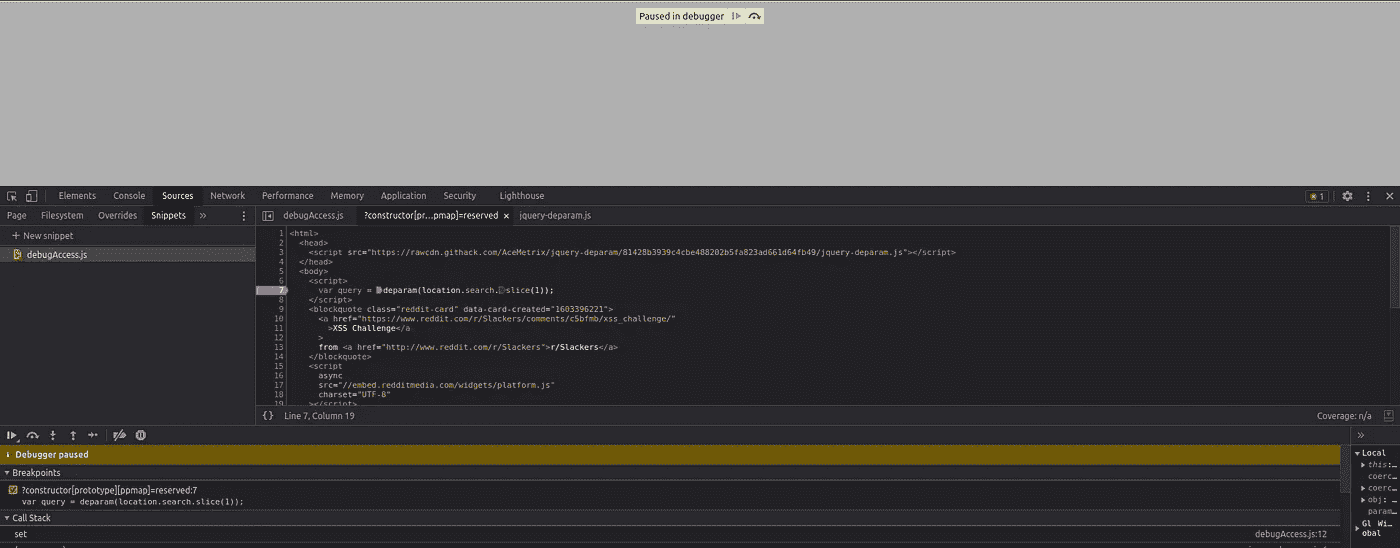 Paused in debugger
Elements Console Sources Network Performance Memory Application Security Lighthouse 1
Page Filesystem Overrides Snippets » debugAccess.js ?constructor[pr…pmap]=reserved × jquery-deparam.js
+ New snippet
debugAccess.js
1 <html>
2 <head>
3 <script src="https://rawcdn.githack.com/AceMetrix/jquery-deparam/81428b3939c4cbe488202b5fa823ad661d64fb49/jquery-deparam.js"></script>
4 </head>
5 <body>
6 <script>
7 var query = deparam(location.search.slice(1));
8 </script>
9 <blockquote class="reddit-card" data-card-created="1603396221">
10 <a href="https://www.reddit.com/r/Slackers/comments/c5bfmb/xss_challenge/"
11 >XSS Challenge</a
12 >
13 from <a href="http://www.reddit.com/r/Slackers">r/Slackers</a>
14 </blockquote>
15 <script
16 async
17 src="//embed.redditmedia.com/widgets/platform.js"
18 charset="UTF-8"
19 ></script>
{} Line 7, Column 19 Coverage: n/a
»
Debugger paused
Breakpoints
?constructor[prototype][ppmap]=reserved:7
var query = deparam(location.search.slice(1));
Call Stack
set debugAccess.js:12
Local
this:…
coerc…
coerc…
obj: …
param…
Gl Wi…
obal